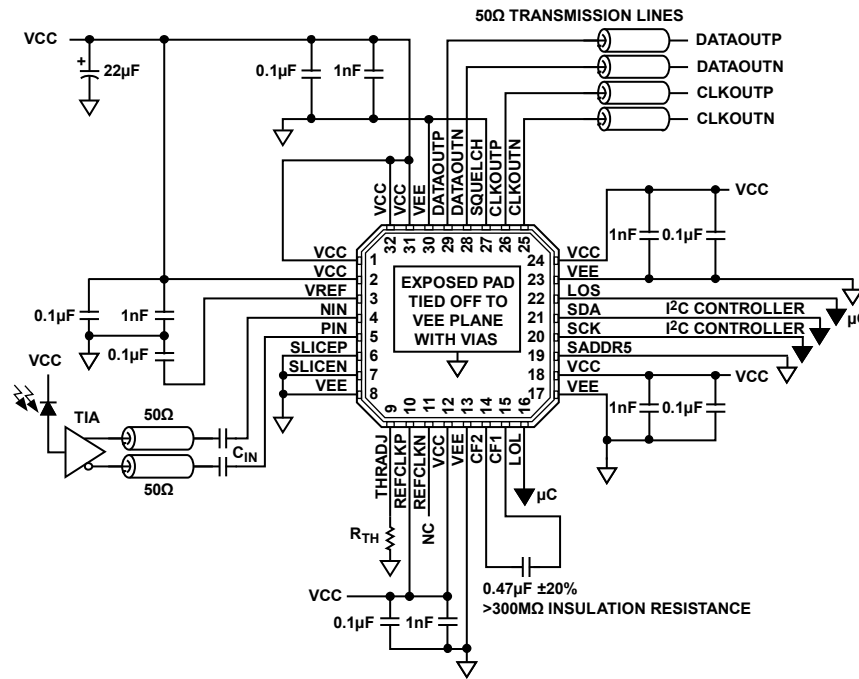 50Ω TRANSMISSION LINES
VCC
22µF
+
0.1µF
1nF
DATAOUTP
DATAOUTN
CLKOUTP
CLKOUTN
VCC
VCC
VEE
DATAOUTP
DATAOUTN
SQUELCH
CLKOUTP
CLKOUTN
32
31
30
29
28
27
26
25
VCC
1
VCC
2
VREF
3
NIN
4
PIN
5
SLICEP
6
SLICEN
7
VEE
8
EXPOSED PAD
TIED OFF TO
VEE PLANE
WITH VIAS
24
VCC
23
VEE
22
LOS
21
SDA
20
SCK
19
SADDR5
18
VCC
17
VEE
VCC
1nF
0.1µF
µC
I2C CONTROLLER
I2C CONTROLLER
VCC
1nF
0.1µF
0.1µF
1nF
0.1µF
VCC
TIA
50Ω
CIN
50Ω
9
10
11
12
13
14
15
16
THRADJ
REFCLKP
REFCLKN
VCC
VEE
CF2
CF1
LOL
RTH
NC
µC
0.47µF ±20%
>300MΩ INSULATION RESISTANCE
VCC
0.1µF
1nF